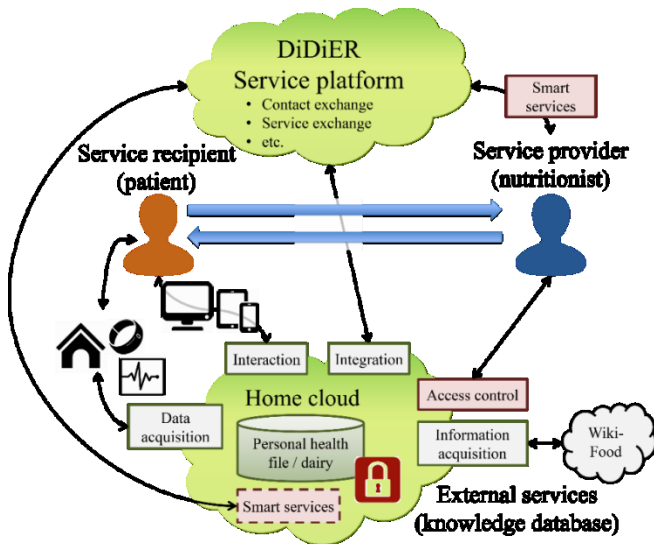 DiDiER
Service platform
• Contact exchange
• Service exchange
• etc.
Smart
services
Service recipient
(patient)
Service provider
(nutritionist)
Interaction
Integration
Home cloud
Access control
Data
acquisition
Personal health
file / dairy
Information
acquisition
Wiki-
Food
Smart services
External services
(knowledge database)